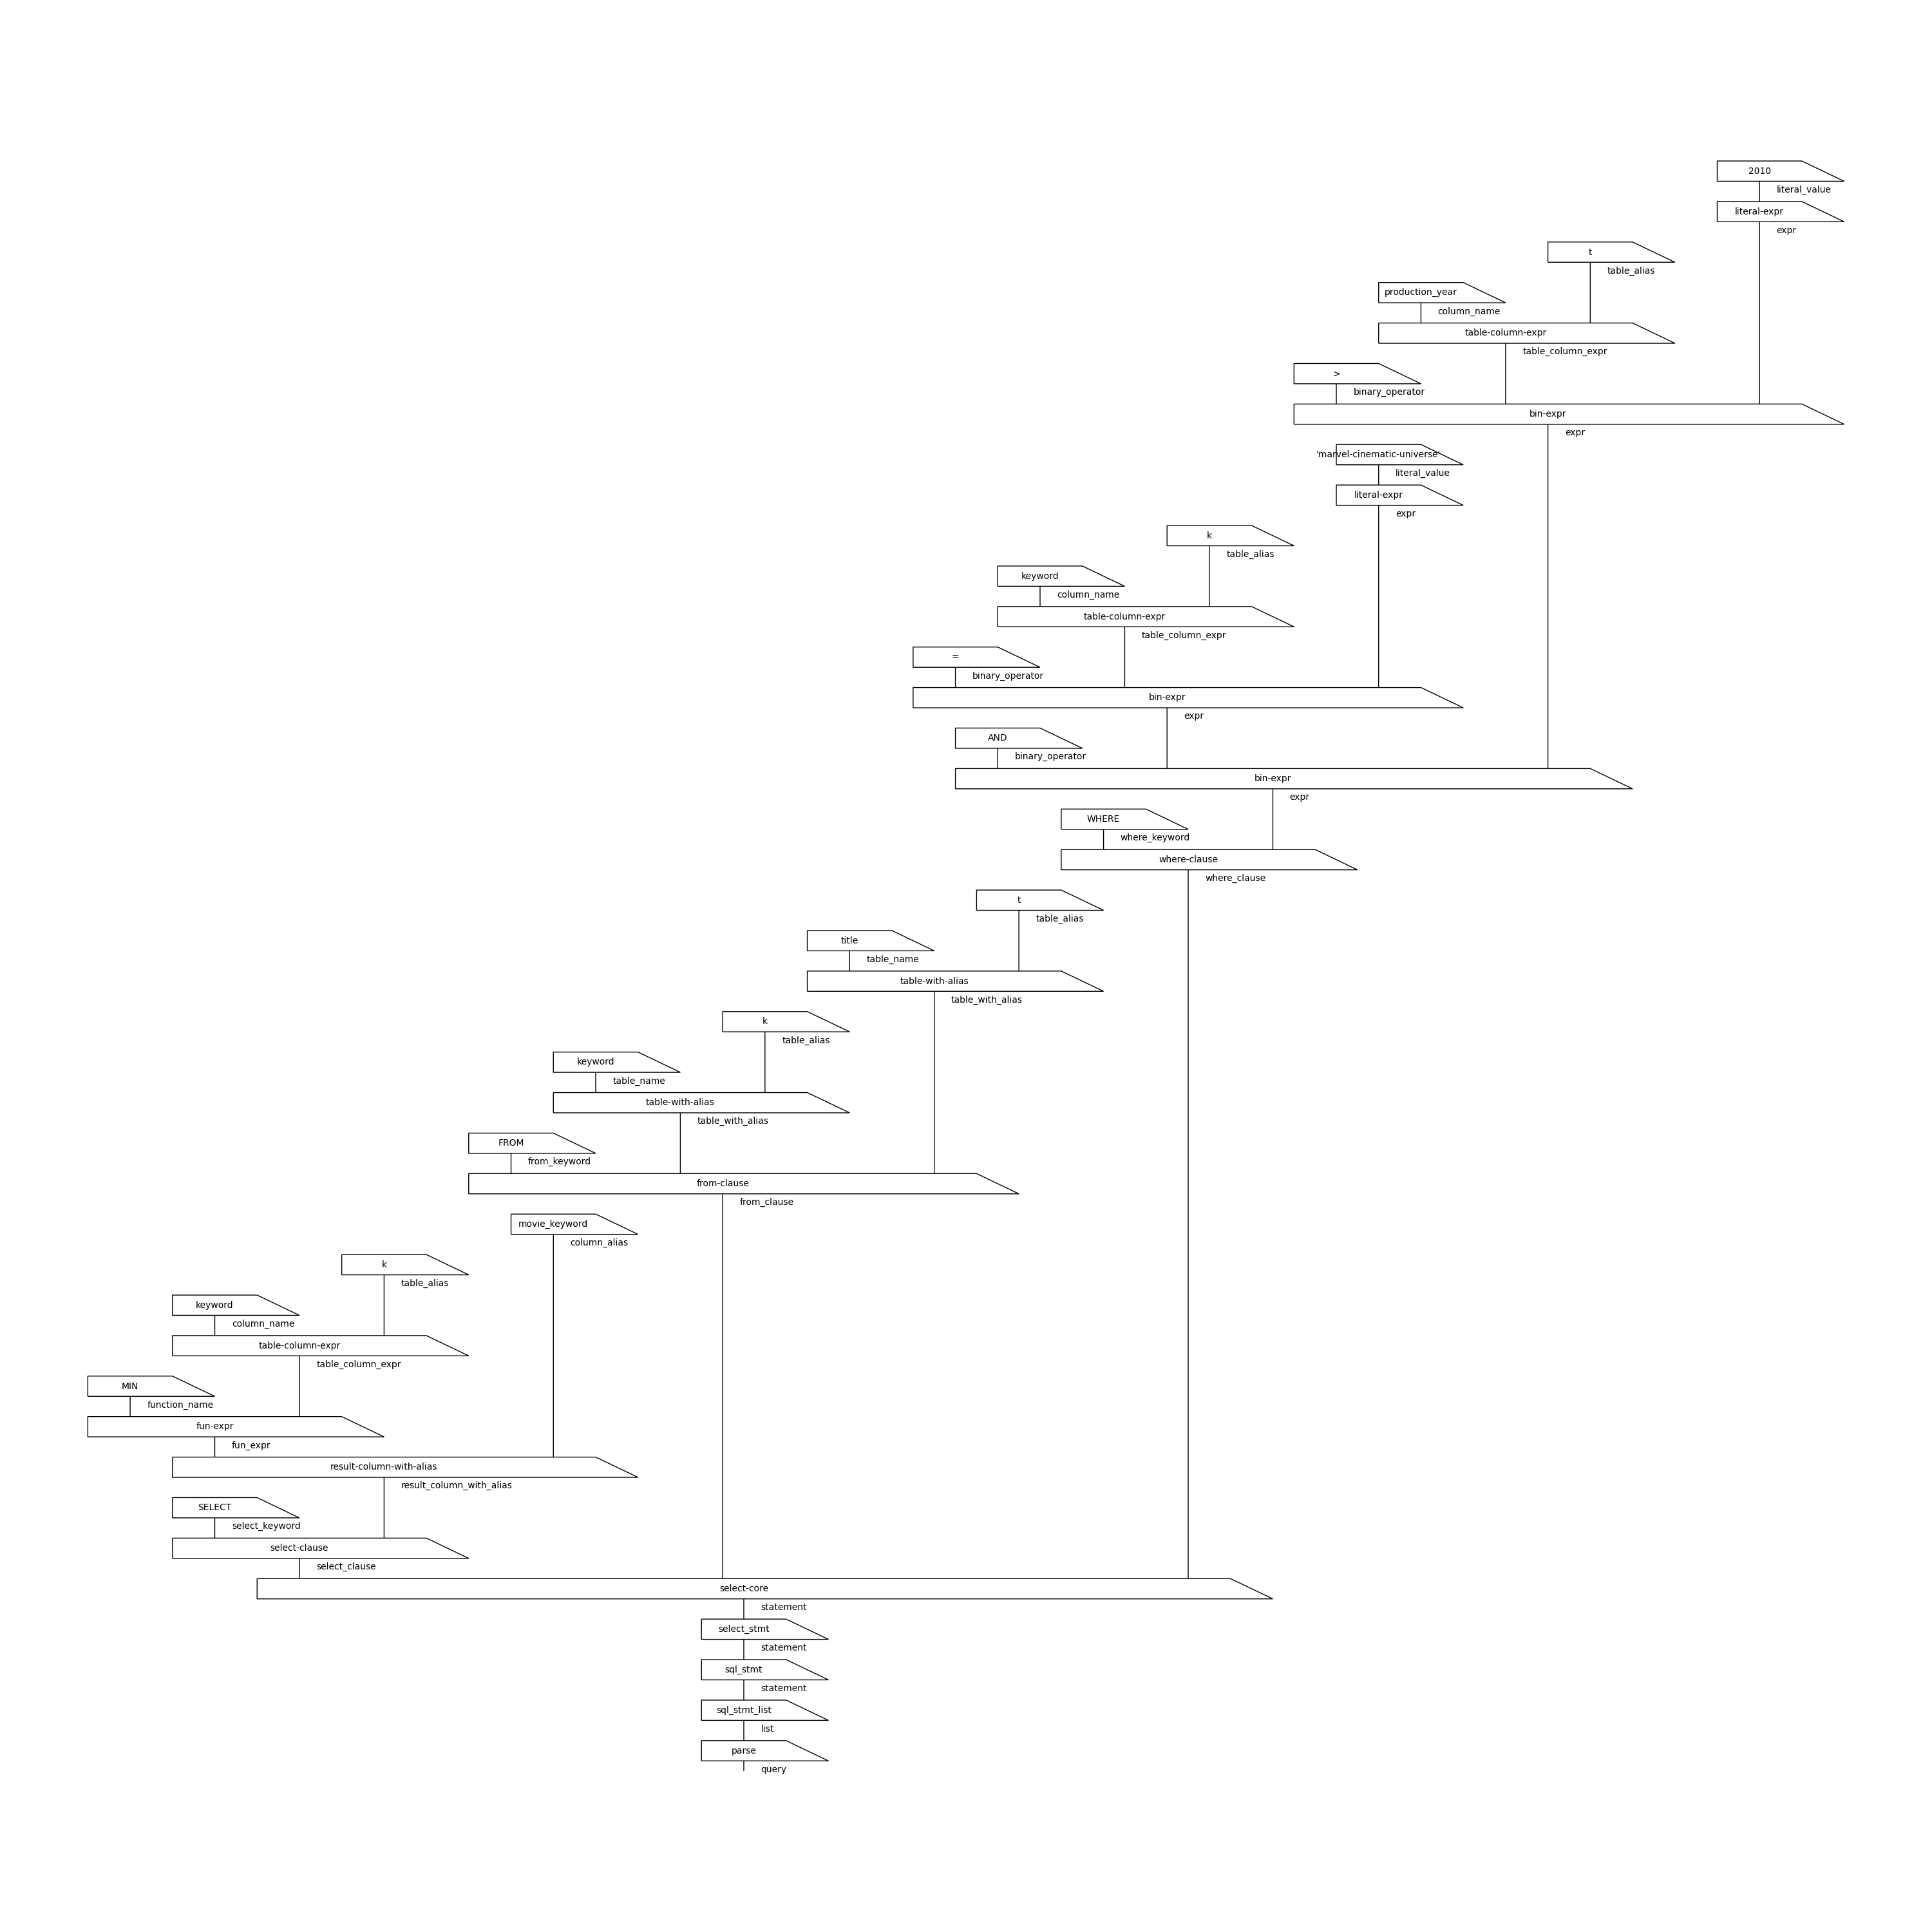 2010
literal_value
literal-expr
expr
t
table_alias
production_year
column_name
table-column-expr
table_column_expr
>
binary_operator
bin-expr
expr
'marvel-cinematic-universe'
literal_value
literal-expr
expr
k
table_alias
keyword
column_name
table-column-expr
table_column_expr
=
binary_operator
bin-expr
expr
AND
binary_operator
bin-expr
expr
WHERE
where_keyword
where-clause
where_clause
t
table_alias
title
table_name
table-with-alias
table_with_alias
k
table_alias
keyword
table_name
table-with-alias
table_with_alias
FROM
from_keyword
from-clause
from_clause
movie_keyword
column_alias
k
table_alias
keyword
column_name
table-column-expr
table_column_expr
MIN
function_name
fun-expr
fun_expr
result-column-with-alias
result_column_with_alias
SELECT
select_keyword
select-clause
select_clause
select-core
statement
select_stmt
statement
sql_stmt
statement
sql_stmt_list
list
parse
query